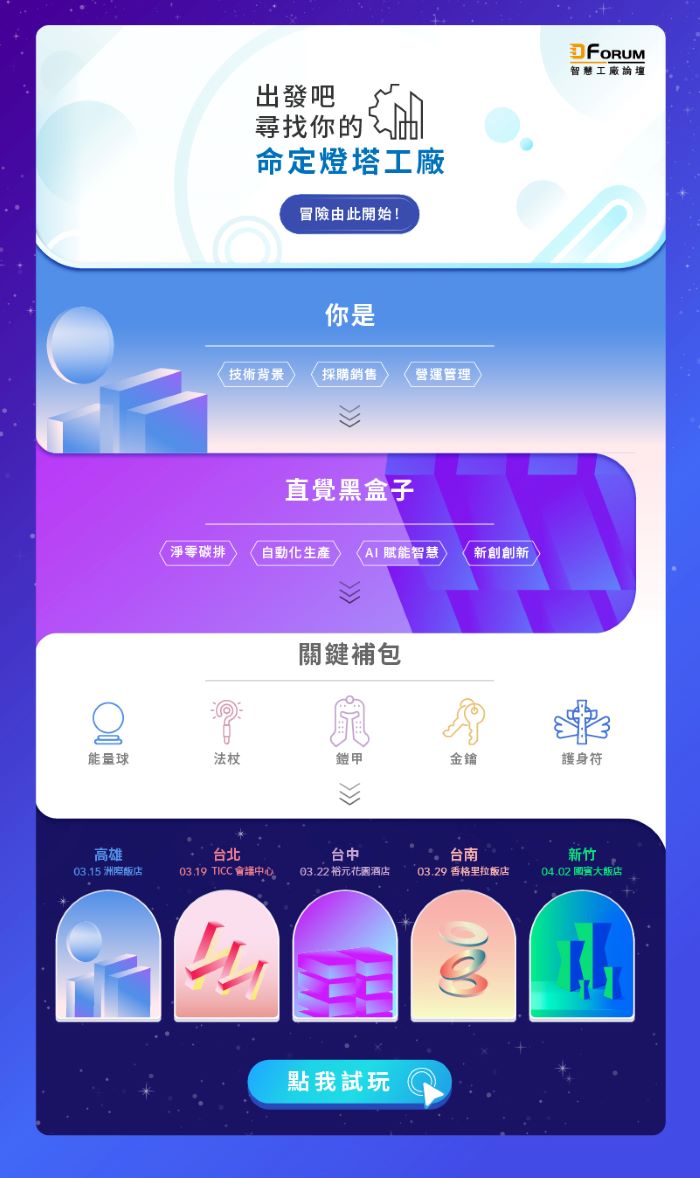 DFORUM
智慧工廠論壇
出發吧
尋找你的
命定燈塔工廠
冒險由此開始！
你是
技術背景 採購銷售 營運管理
直覺黑盒子
淨零碳排 自動化生產 AI 賦能智慧 新創創新
關鍵補包
能量球 法杖 鎧甲 金鑰 護身符
高雄 台北 台中 台南 新竹
03.15 洲際飯店 03.19 TICC 會議中心 03.22 裕元花園酒店 03.29 香格里拉飯店 04.02 國賓大飯店
點我試玩